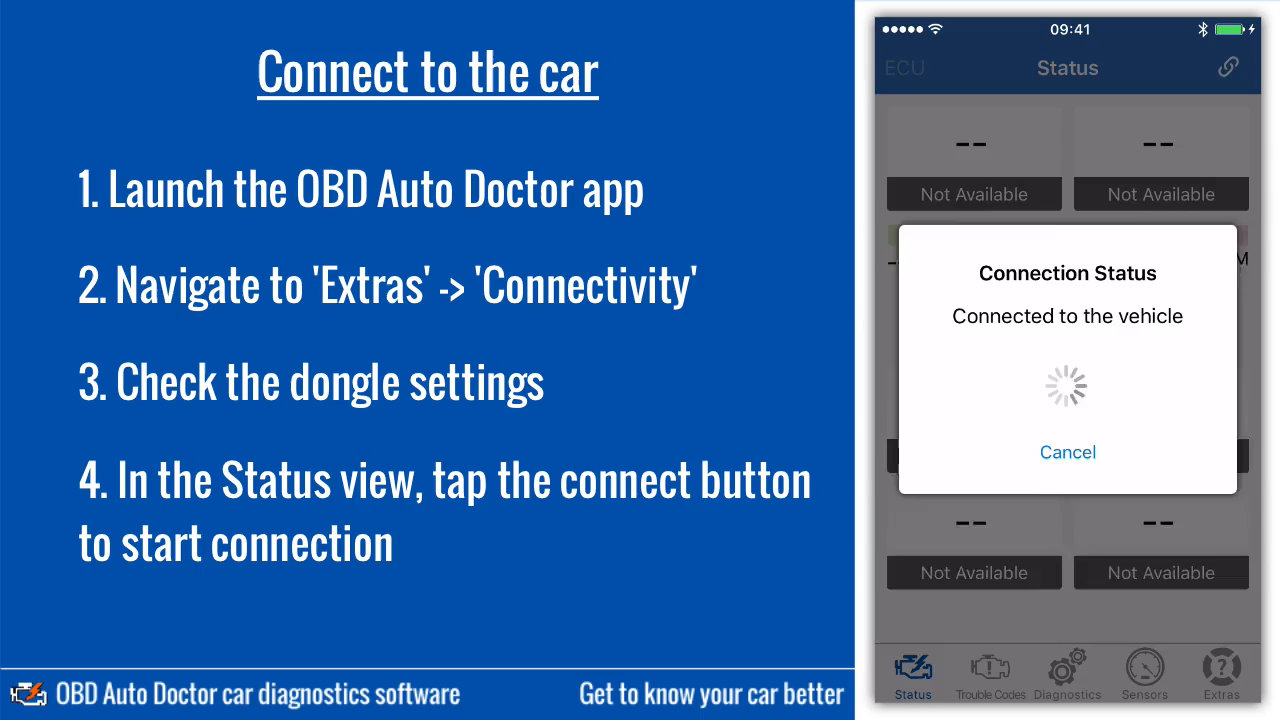 Connect to the car
1. Launch the OBD Auto Doctor app
2. Navigate to 'Extras' -> 'Connectivity'
3. Check the dongle settings
4. In the Status view, tap the connect button
to start connection
OBD Auto Doctor car diagnostics software
Get to know your car better
09:41
ECU
Status
--
--
Not Available
Not Available
M
Connection Status
Connected to the vehicle
Cancel
--
--
Not Available
Not Available
Status
Trouble Codes
Diagnostics
Sensors
Extras